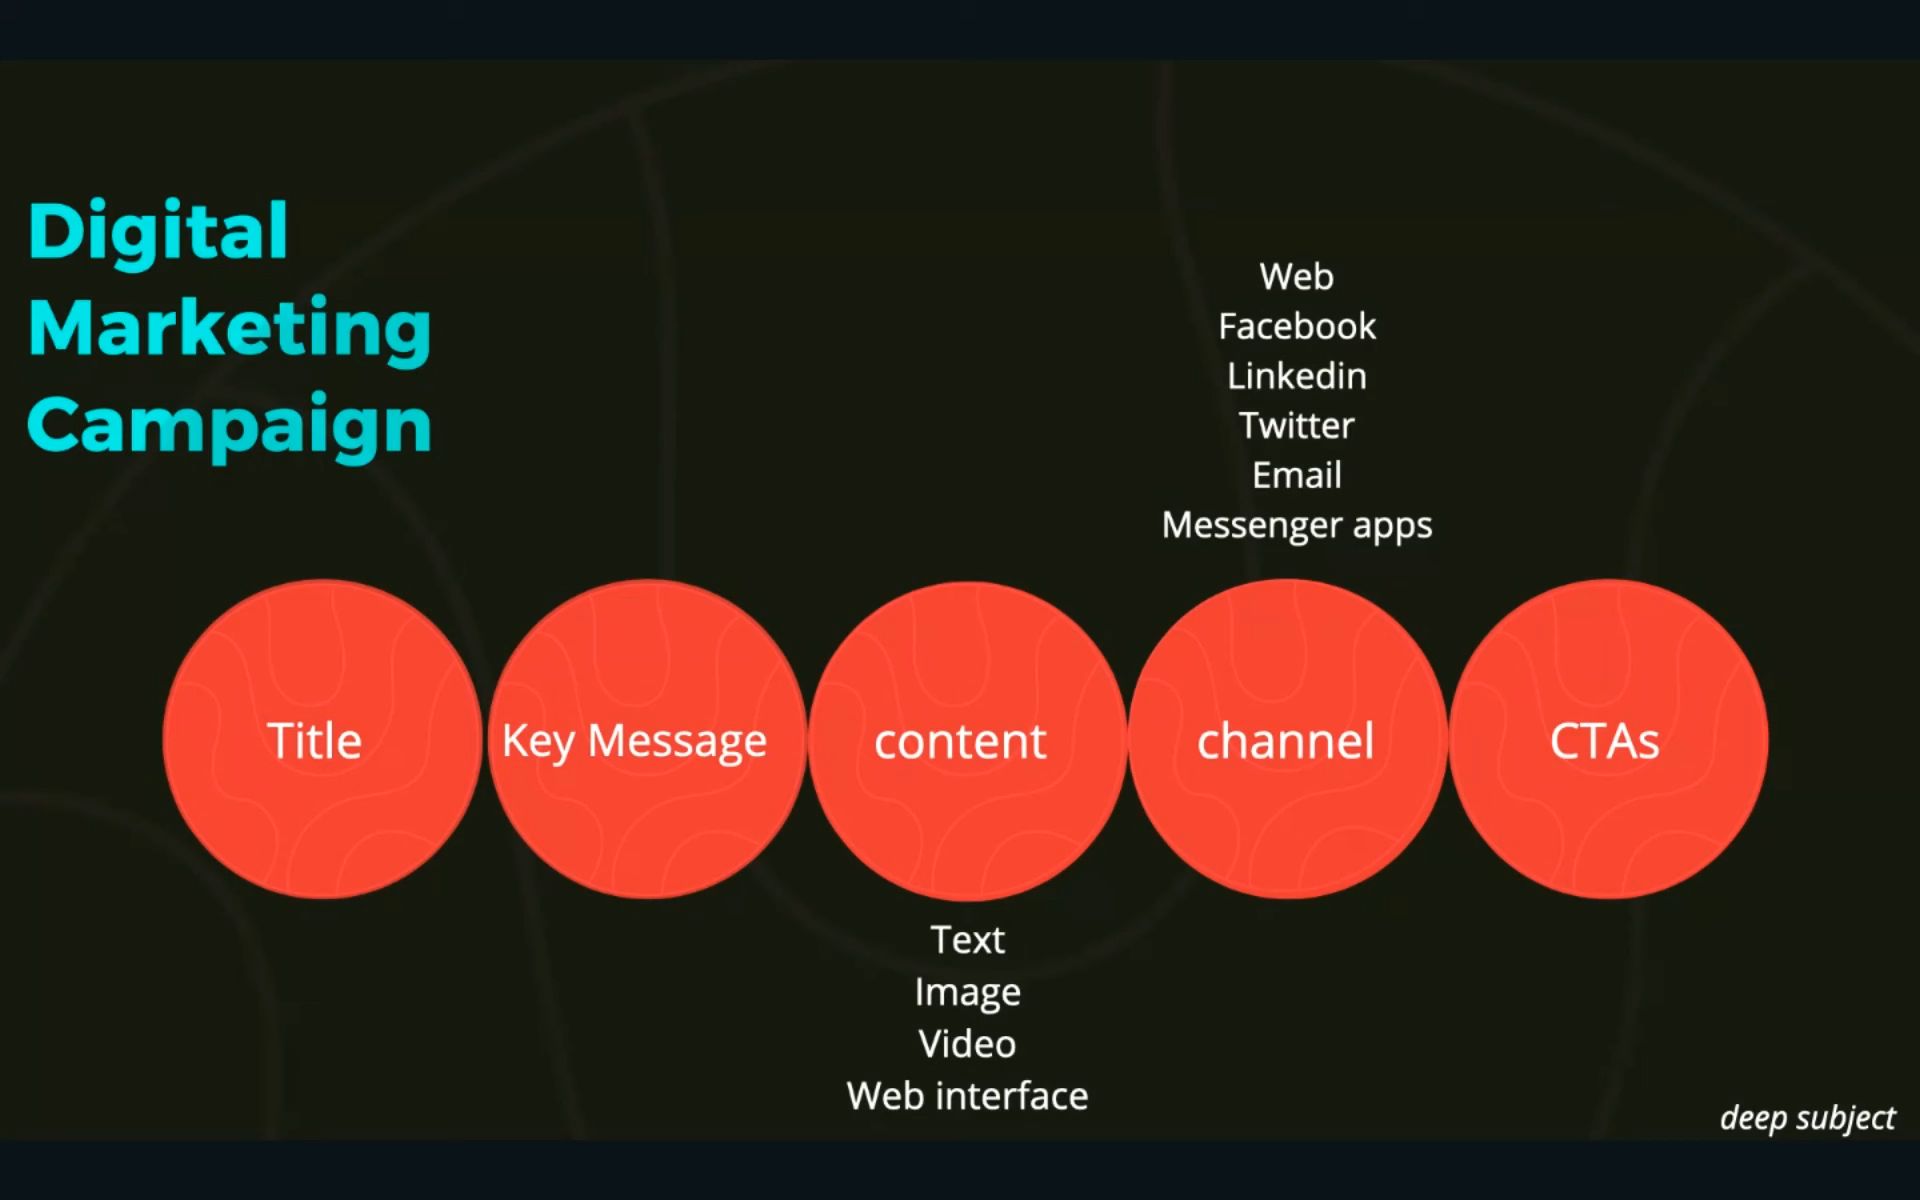 Digital
Marketing
Campaign
Web
Facebook
Linkedin
Twitter
Email
Messenger apps
Title
Key Message
content
channel
CTAs
Text
Image
Video
Web interface
deep subject